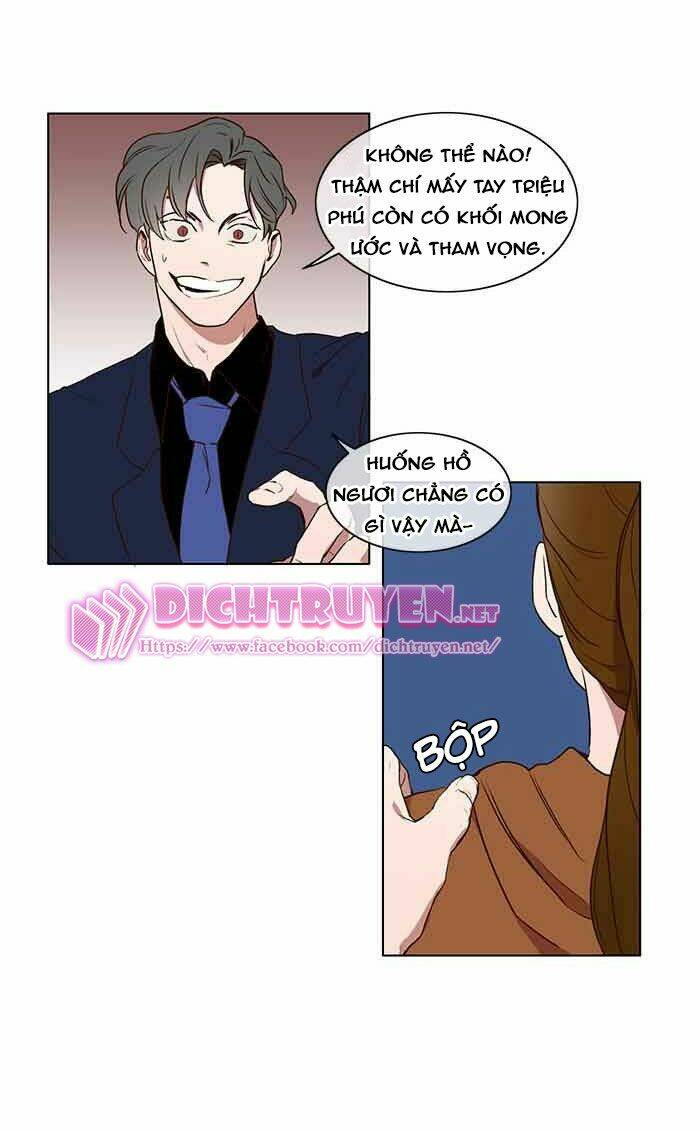 KHÔNG THỂ NÀO!
THẬM CHÍ MẤY TAY TRIỆU
PHÚ CÒN CÓ KHỐI MONG
ƯỚC VÀ THAM VỌNG.
HUỐNG HỒ
NGƯƠI CHẲNG CÓ
GÌ VẬY MÀ-
DICHTRUYEN.NET
Https://www.facebook.com/dichtruyen.net/
BỘP